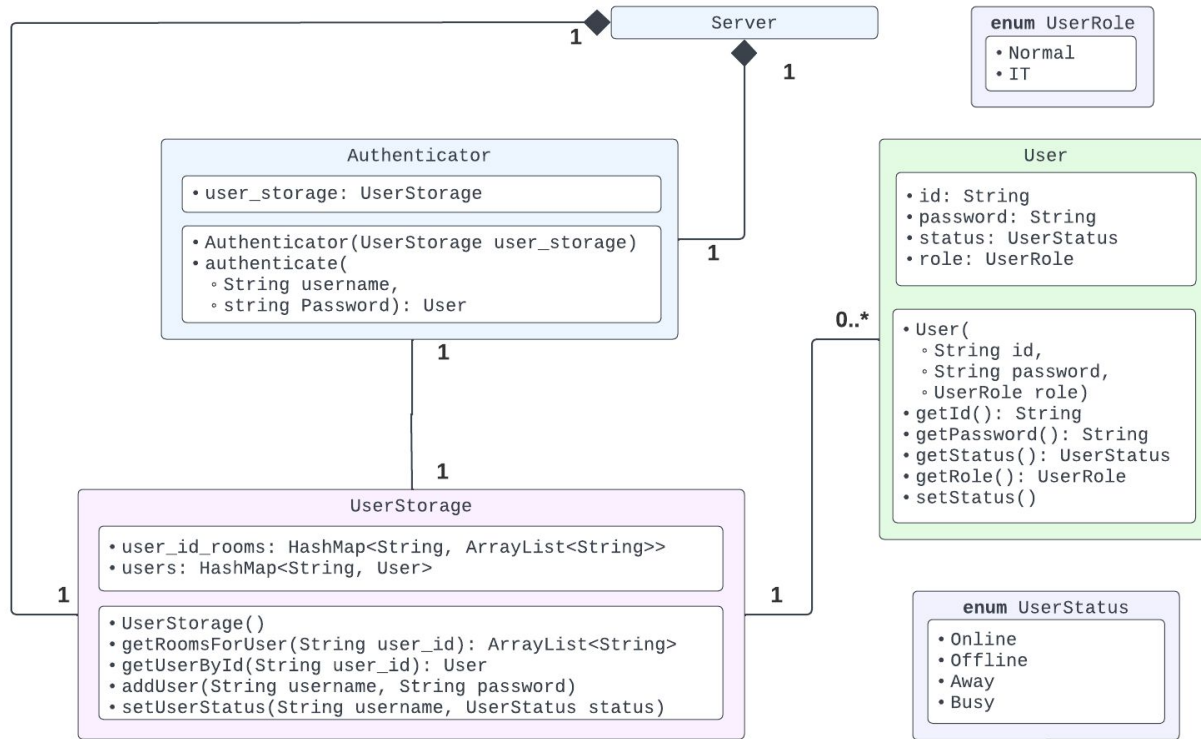 Server
1
1
enum UserRole
• Normal
• IT
Authenticator
• user_storage: UserStorage
• Authenticator(UserStorage user_storage)
• authenticate(
◦ String username,
◦ string Password): User
1
1
1
User
• id: String
• password: String
• status: UserStatus
• role: UserRole
• User(
◦ String id,
◦ String password,
◦ UserRole role)
• getId(): String
• getPassword(): String
• getStatus(): UserStatus
• getRole(): UserRole
• setStatus()
0..*
UserStorage
• user_id_rooms: HashMap<String, ArrayList<String>>
• users: HashMap<String, User>
• UserStorage()
• getRoomsForUser(String user_id): ArrayList<String>
• getUserById(String user_id): User
• addUser(String username, String password)
• setUserStatus(String username, UserStatus status)
1
1
enum UserStatus
• Online
• Offline
• Away
• Busy